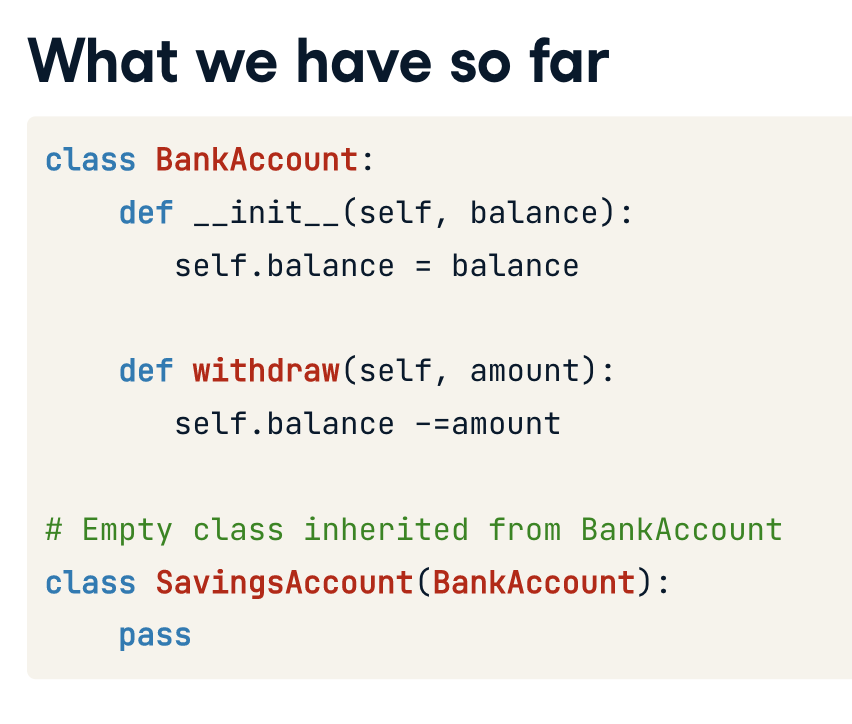 What we have so far
class BankAccount:
    def __init__(self, balance):
       self.balance = balance
    def withdraw(self, amount):
       self.balance -=amount
# Empty class inherited from BankAccount
class SavingsAccount(BankAccount):
    pass